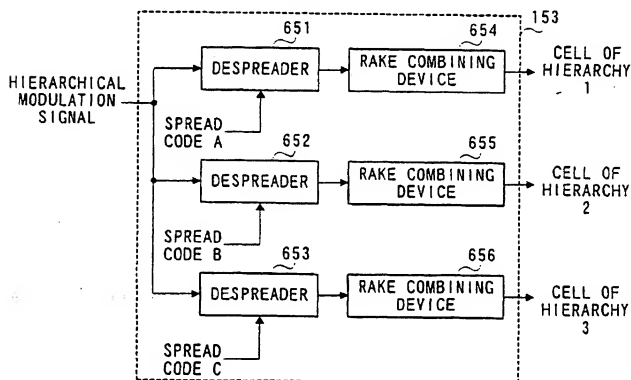 651
654
153
DESPREADER
RAKE COMBINING
DEVICE
CELL OF
HIERARCHY
1
HIERARCHICAL
MODULATION
SIGNAL
SPREAD
CODE A
652
655
DESPREADER
RAKE COMBINING
DEVICE
CELL OF
HIERARCHY
2
SPREAD
CODE B
653
656
DESPREADER
RAKE COMBINING
DEVICE
CELL OF
HIERARCHY
3
SPREAD
CODE C